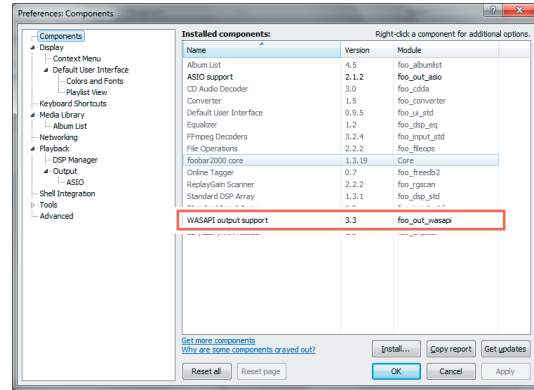 Preferences: Components
Components
Display
Context Menu
Default User Interface
Colors and Fonts
Playlist View
Keyboard Shortcuts
Media Library
Album List
Networking
Playback
DSP Manager
Output
ASIO
Shell Integration
Tools
Advanced
Installed components: Right-click a component for additional options.
Name Version Module
Album List 4.5 foo_albumlist
ASIO support 2.1.2 foo_out_asio
CD Audio Decoder 3.0 foo_cdda
Converter 1.5 foo_converter
Default User Interface 0.9.5 foo_ui_std
Equalizer 1.2 foo_dsp_eq
FFmpeg Decoders 3.2.4 foo_input_std
File Operations 2.2.2 foo_fileops
foobar2000 core 1.3.19 Core
Online Tagger 0.7 foo_freedb2
ReplayGain Scanner 2.2.2 foo_rgscan
Standard DSP Array 1.3.1 foo_dsp_std
WASAPI output support 3.3 foo_out_wasapi
Get more components
Why are some components grayed out?
Install... Copy report Get updates
Reset all Reset page OK Cancel Apply